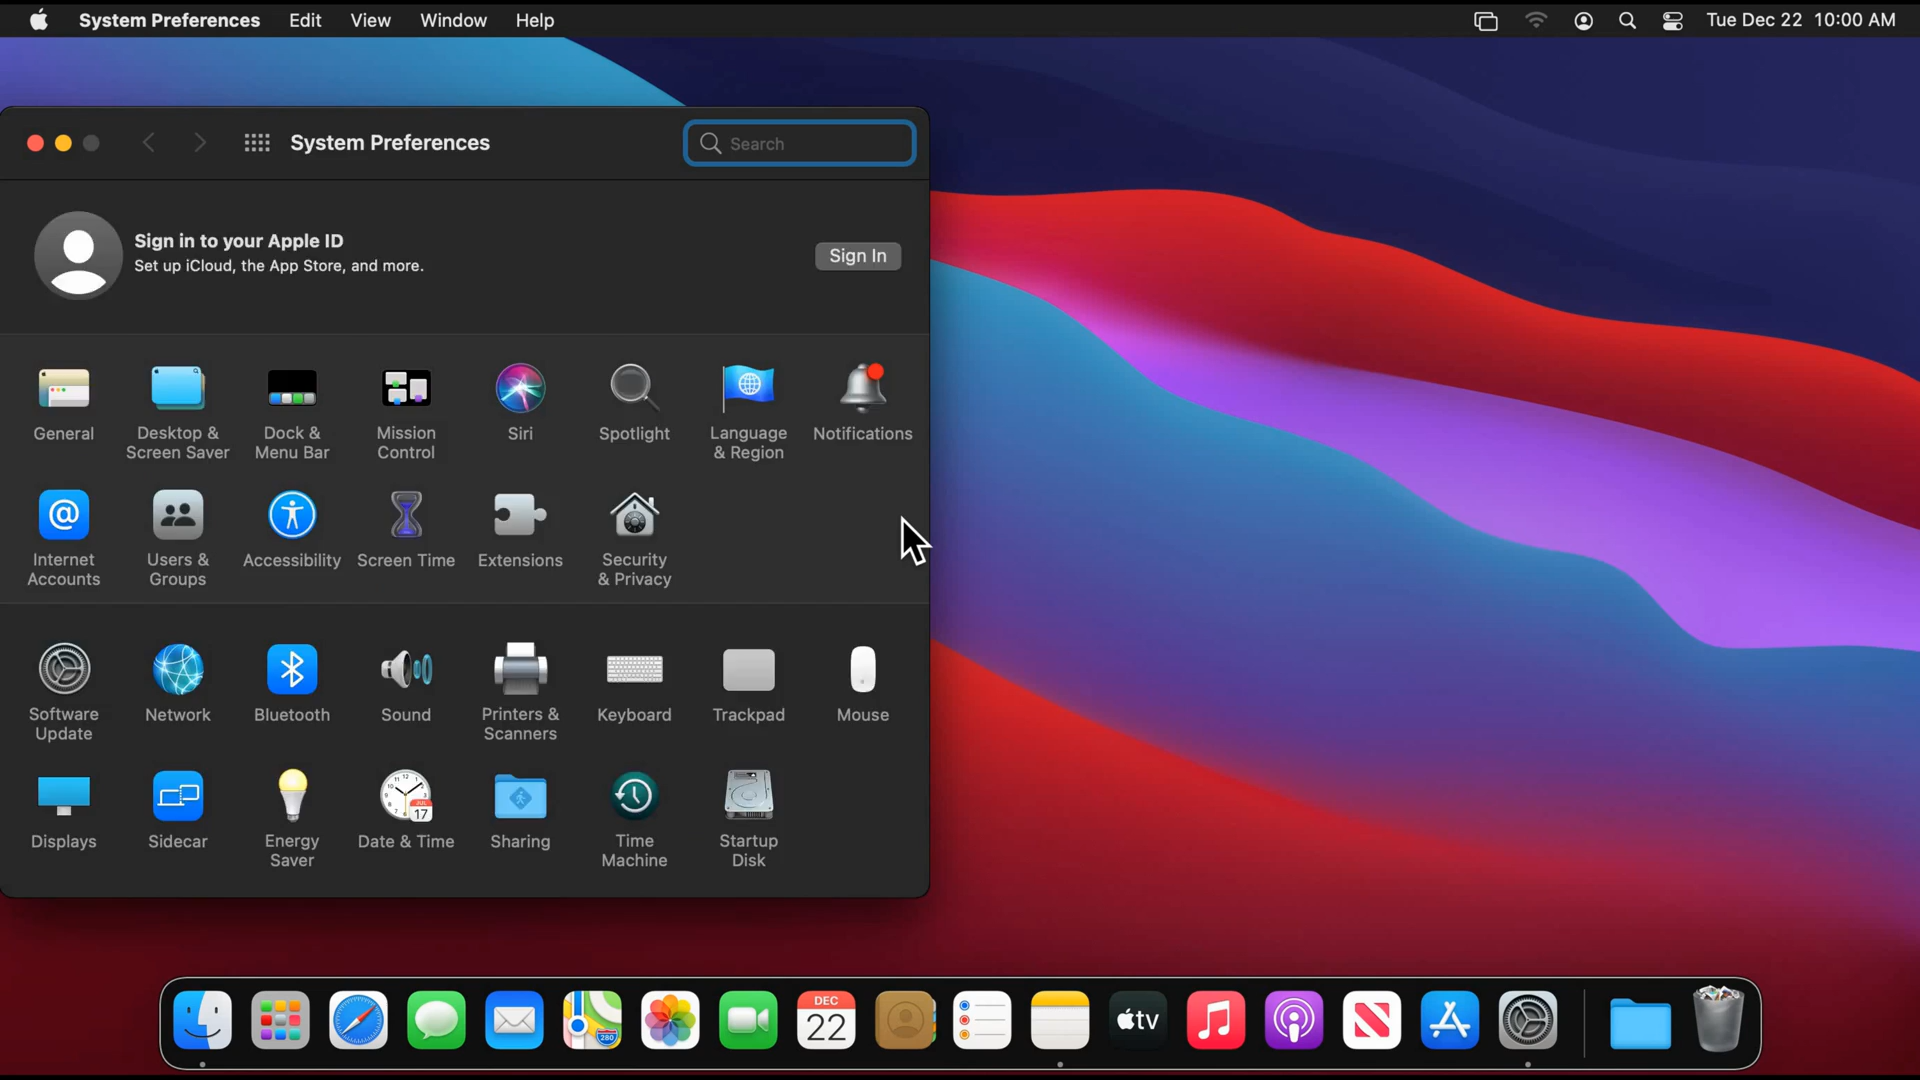 System Preferences Edit View Window Help Tue Dec 22 10:00 AM
System Preferences Search
Sign in to your Apple ID
Set up iCloud, the App Store, and more.
Sign In
General
Desktop &
Screen Saver
Dock &
Menu Bar
Mission
Control
Siri
Spotlight
Language
& Region
Notifications
Internet
Accounts
Users &
Groups
Accessibility
Screen Time
Extensions
Security
& Privacy
Software
Update
Network
Bluetooth
Sound
Printers &
Scanners
Keyboard
Trackpad
Mouse
Displays
Sidecar
Energy
Saver
JUL
17
Date & Time
Sharing
Time
Machine
Startup
Disk
280
DEC
22
tv